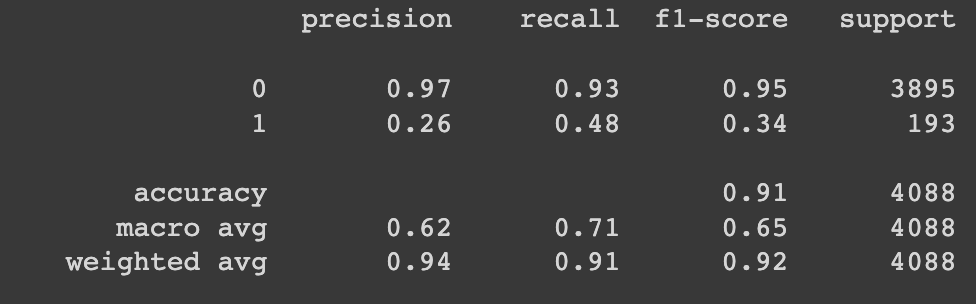 precision recall f1-score support
0 0.97 0.93 0.95 3895
1 0.26 0.48 0.34 193
accuracy 0.91 4088
macro avg 0.62 0.71 0.65 4088
weighted avg 0.94 0.91 0.92 4088